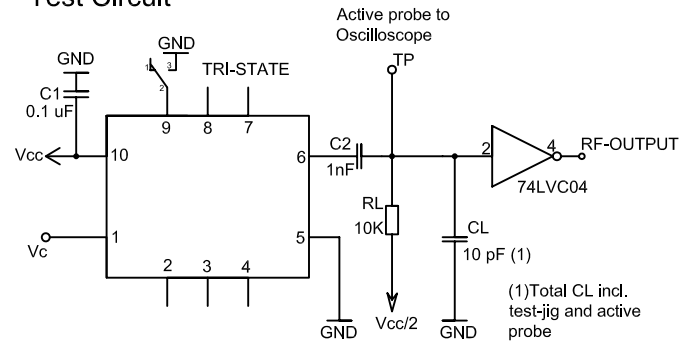 Test Circuit
Active probe to
Oscilloscope
TP
GND
GND
TRI-STATE
C1
0.1 uF
1
3
2
9
8
7
Vcc
10
6
C2
1nF
2
4
RF-OUTPUT
74LVC04
RL
10K
CL
10 pF (1)
Vc
1
5
2
3
4
(1)Total CL incl.
test-jig and active
probe
GND
Vcc/2
GND